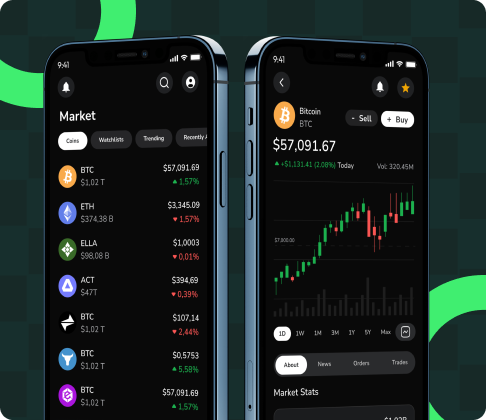 9:41
Market
Coins Watchlists Trending Recently
BTC $57,091.69
$1,02 T 1,57%
ETH $3,345.09
$374,38 B 1,57%
ELLA $1,0003
$98,08 B 0,01%
ACT $394,69
$47T 0,39%
BTC $107,14
$1,02 T 2,44%
BTC $0,5753
$1,02 T 5,58%
BTC $57,091.69
$1,02 T 1,57%
9:41
Bitcoin
BTC
- Sell + Buy
$57,091.67
+$1,131.41 (2.08%) Today Vol: 320.45M
1D 1W 1M 3M 1Y 5Y Max
About News Orders Trades
Market Stats